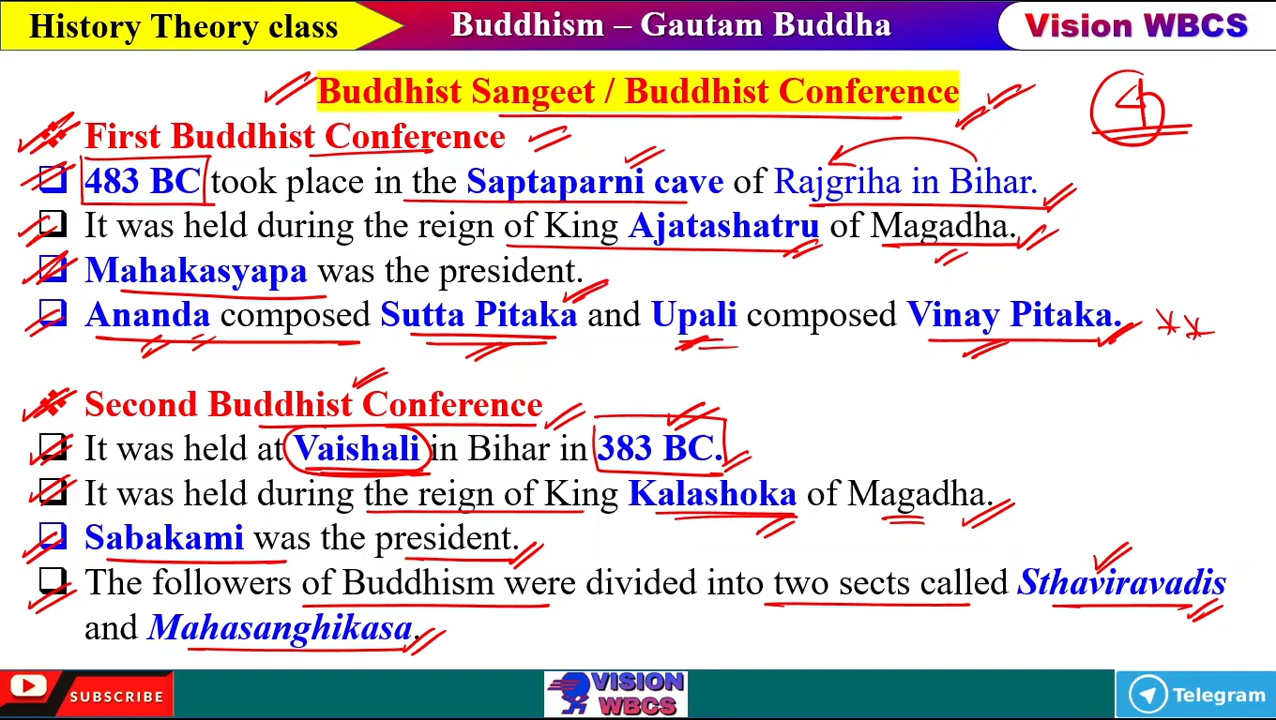 History Theory class
Buddhism – Gautam Buddha
Vision WBCS
Buddhist Sangeet / Buddhist Conference
4
❖ First Buddhist Conference
❑ 483 BC took place in the Saptaparni cave of Rajgriha in Bihar.
❑ It was held during the reign of King Ajatashatru of Magadha.
❑ Mahakasyapa was the president.
❑ Ananda composed Sutta Pitaka and Upali composed Vinay Pitaka.
❖ Second Buddhist Conference
❑ It was held at Vaishali in Bihar in 383 BC.
❑ It was held during the reign of King Kalashoka of Magadha.
❑ Sabakami was the president.
❑ The followers of Buddhism were divided into two sects called Sthaviravadis
and Mahasanghikasa.
SUBSCRIBE
VISION
WBCS
Telegram